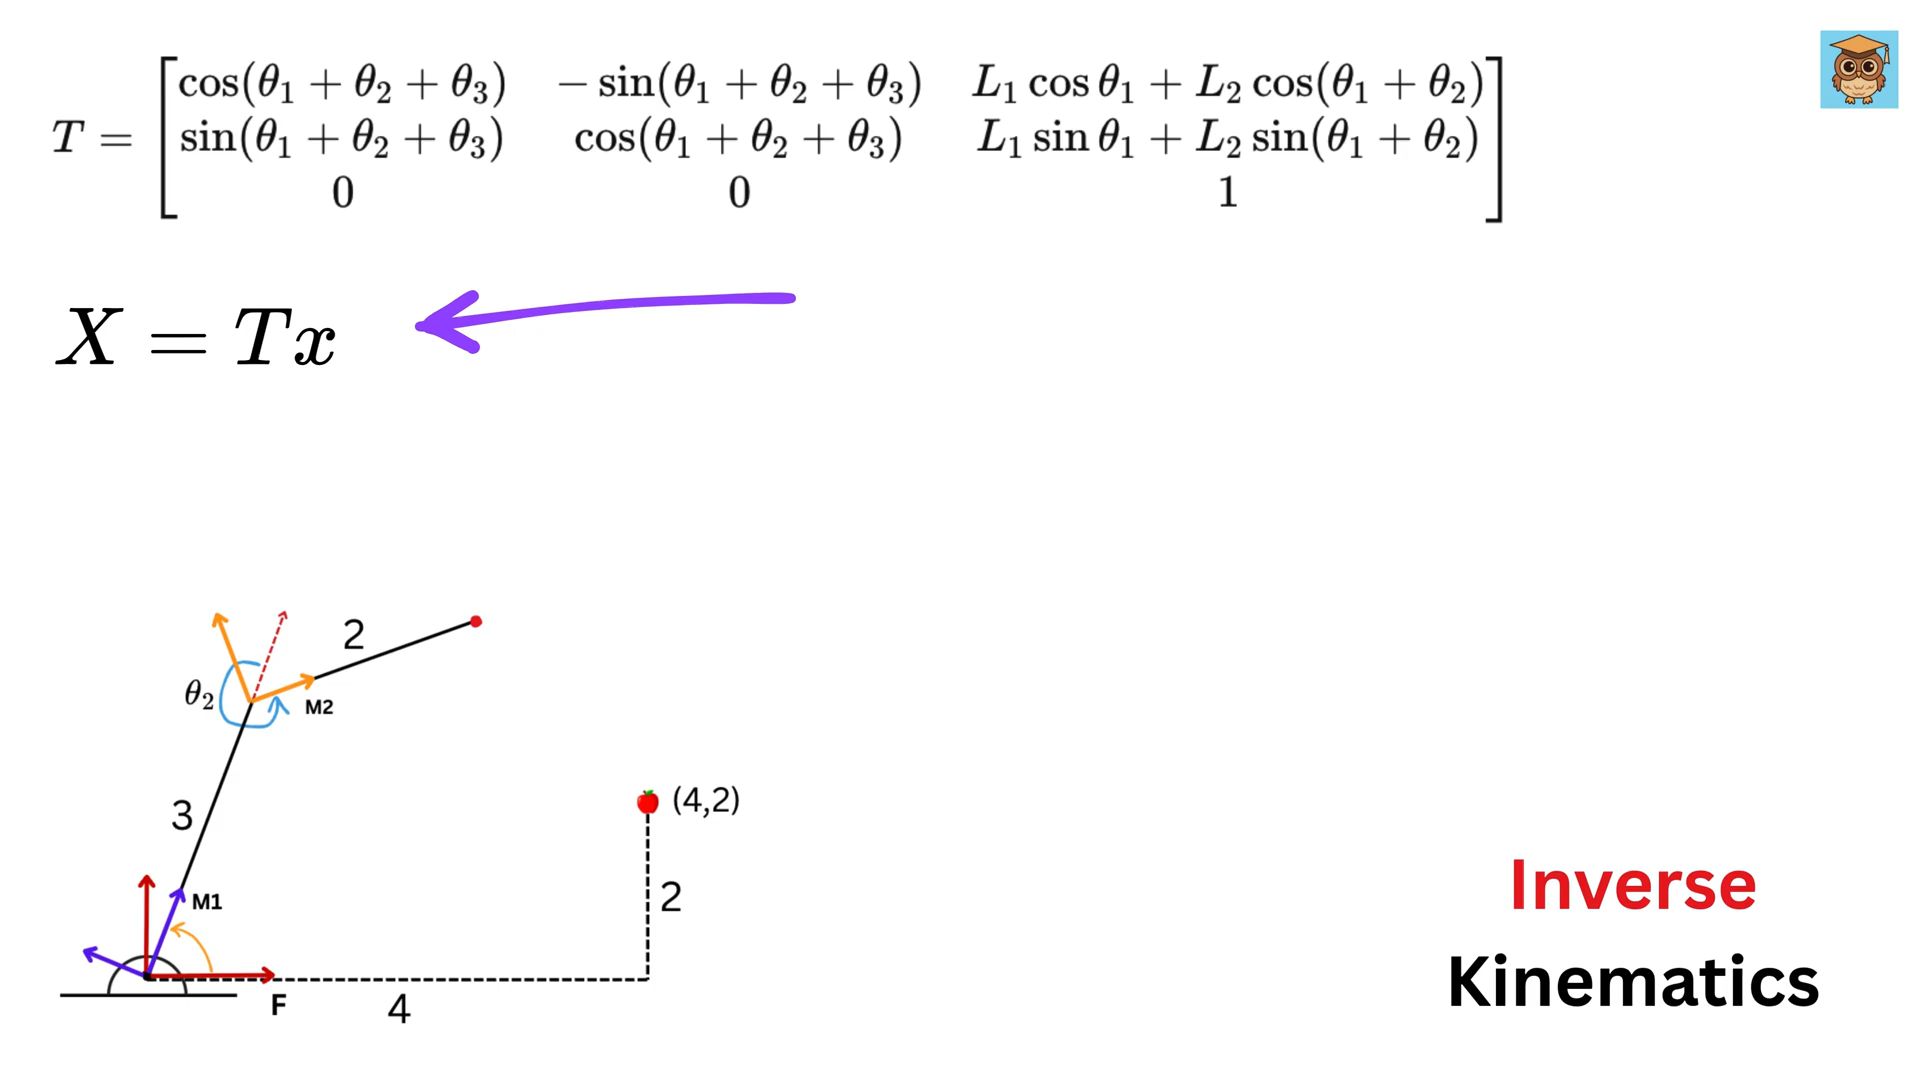 T = [cos(θ₁ + θ₂ + θ₃) − sin(θ₁ + θ₂ + θ₃) L₁ cos θ₁ + L₂ cos(θ₁ + θ₂)
sin(θ₁ + θ₂ + θ₃) cos(θ₁ + θ₂ + θ₃) L₁ sin θ₁ + L₂ sin(θ₁ + θ₂)
0 0 1]
X = Tx
2
θ₂
M2
3
(4,2)
2
M1
F
4
Inverse
Kinematics